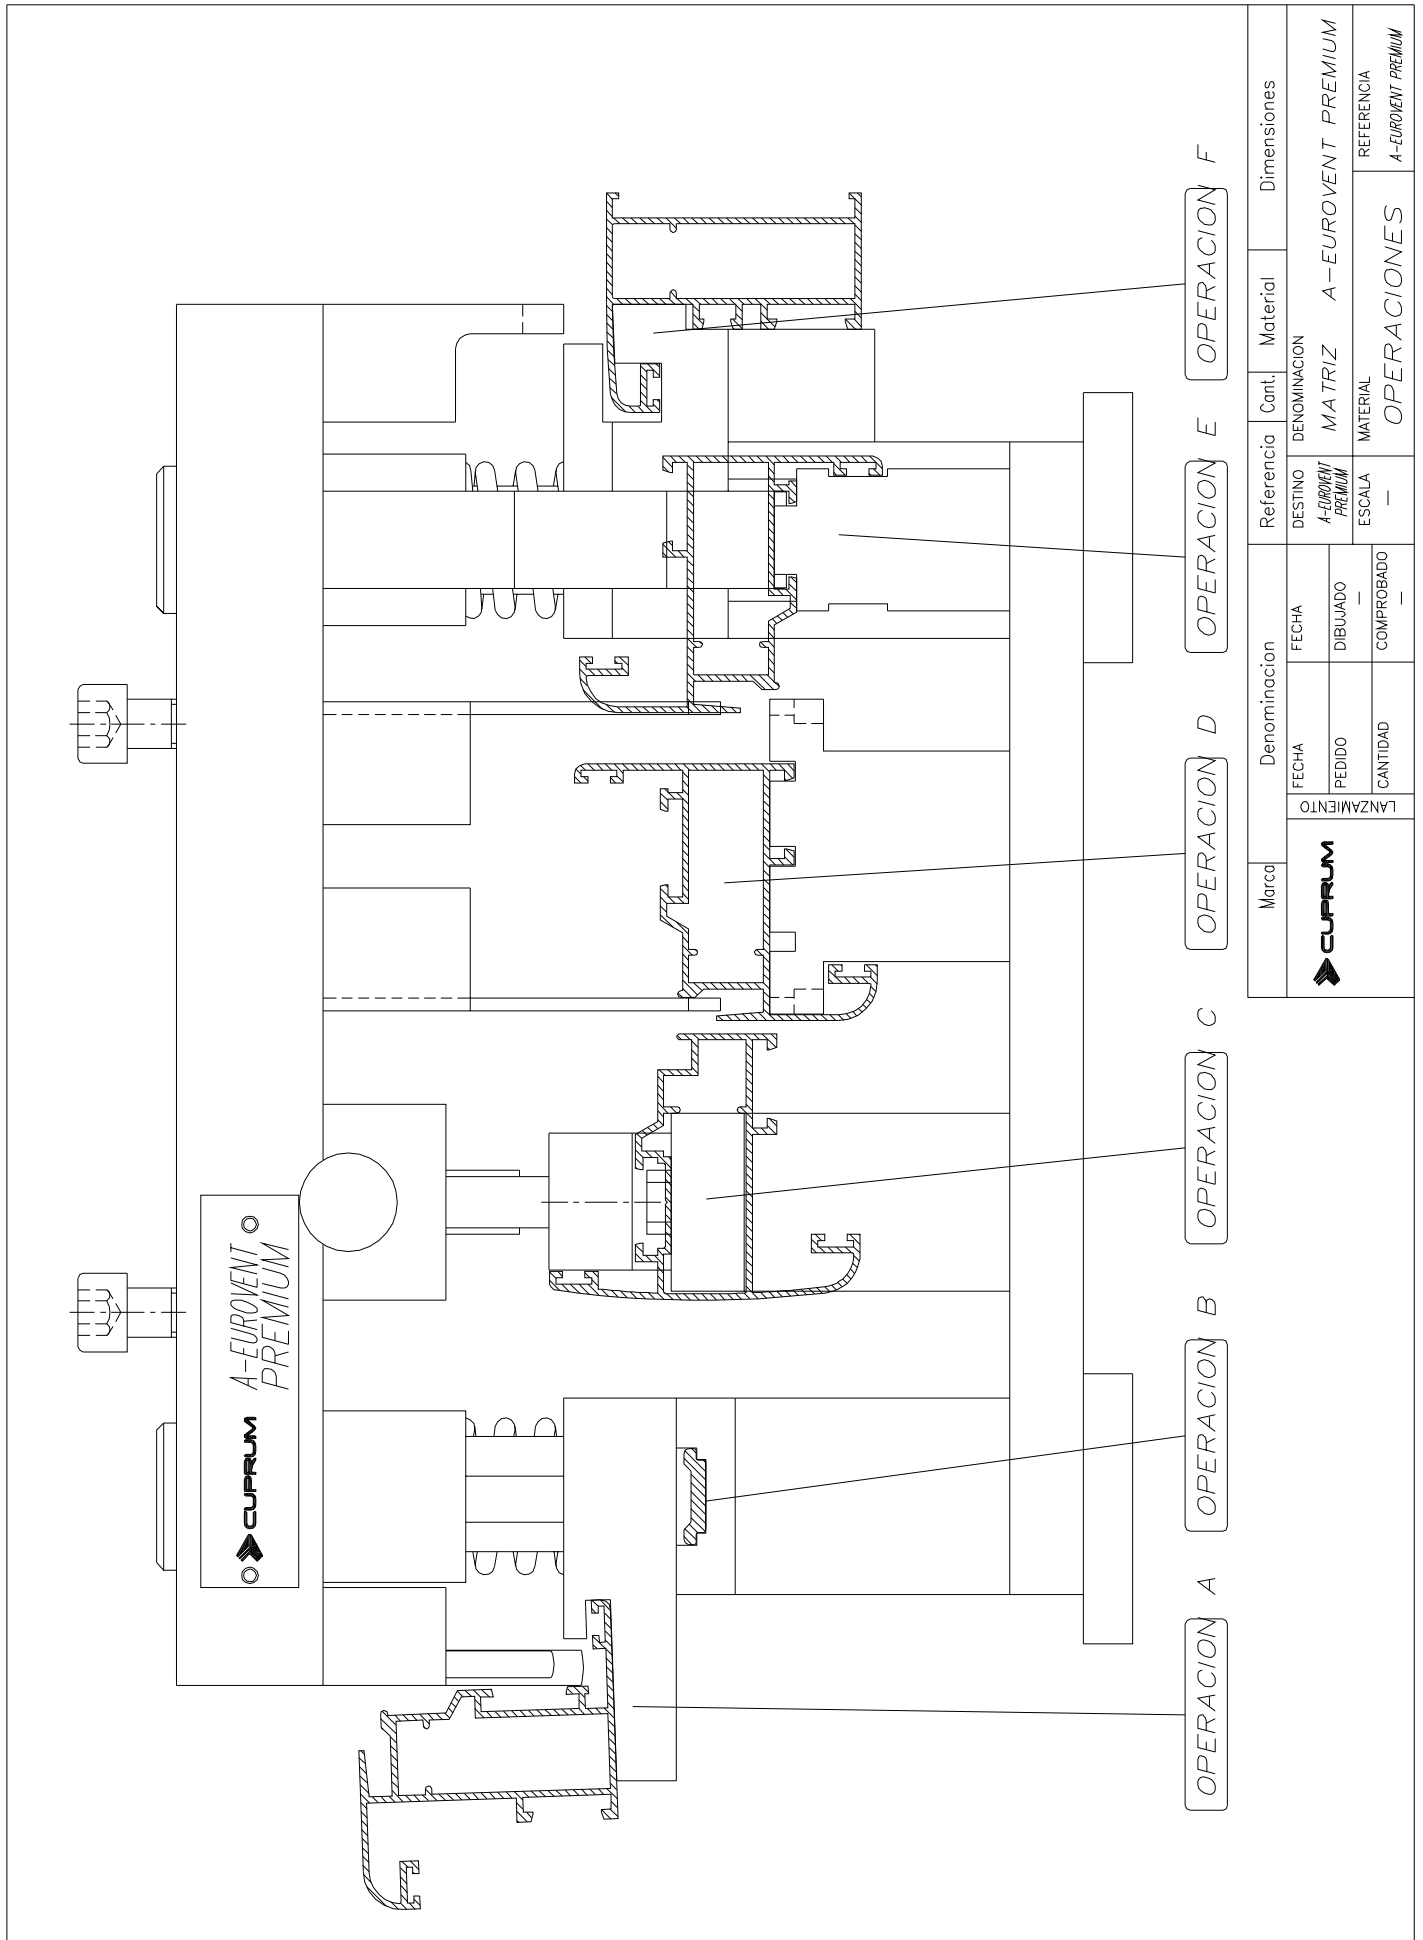 CUPRUM
A-EUROVENT
PREMIUM
OPERACION A
OPERACION B
OPERACION C
OPERACION D
OPERACION E
OPERACION F
Marca
Denominacion
Referencia
Cant.
Material
Dimensiones
CUPRUM
LANZAMIENTO
FECHA
FECHA
PEDIDO
DIBUJADO
–
CANTIDAD
COMPROBADO
–
DESTINO
A-EUROVENT
PREMIUM
ESCALA
–
DENOMINACION
MATRIZ A-EUROVENT PREMIUM
MATERIAL
OPERACIONES
REFERENCIA
A-EUROVENT PREMIUM